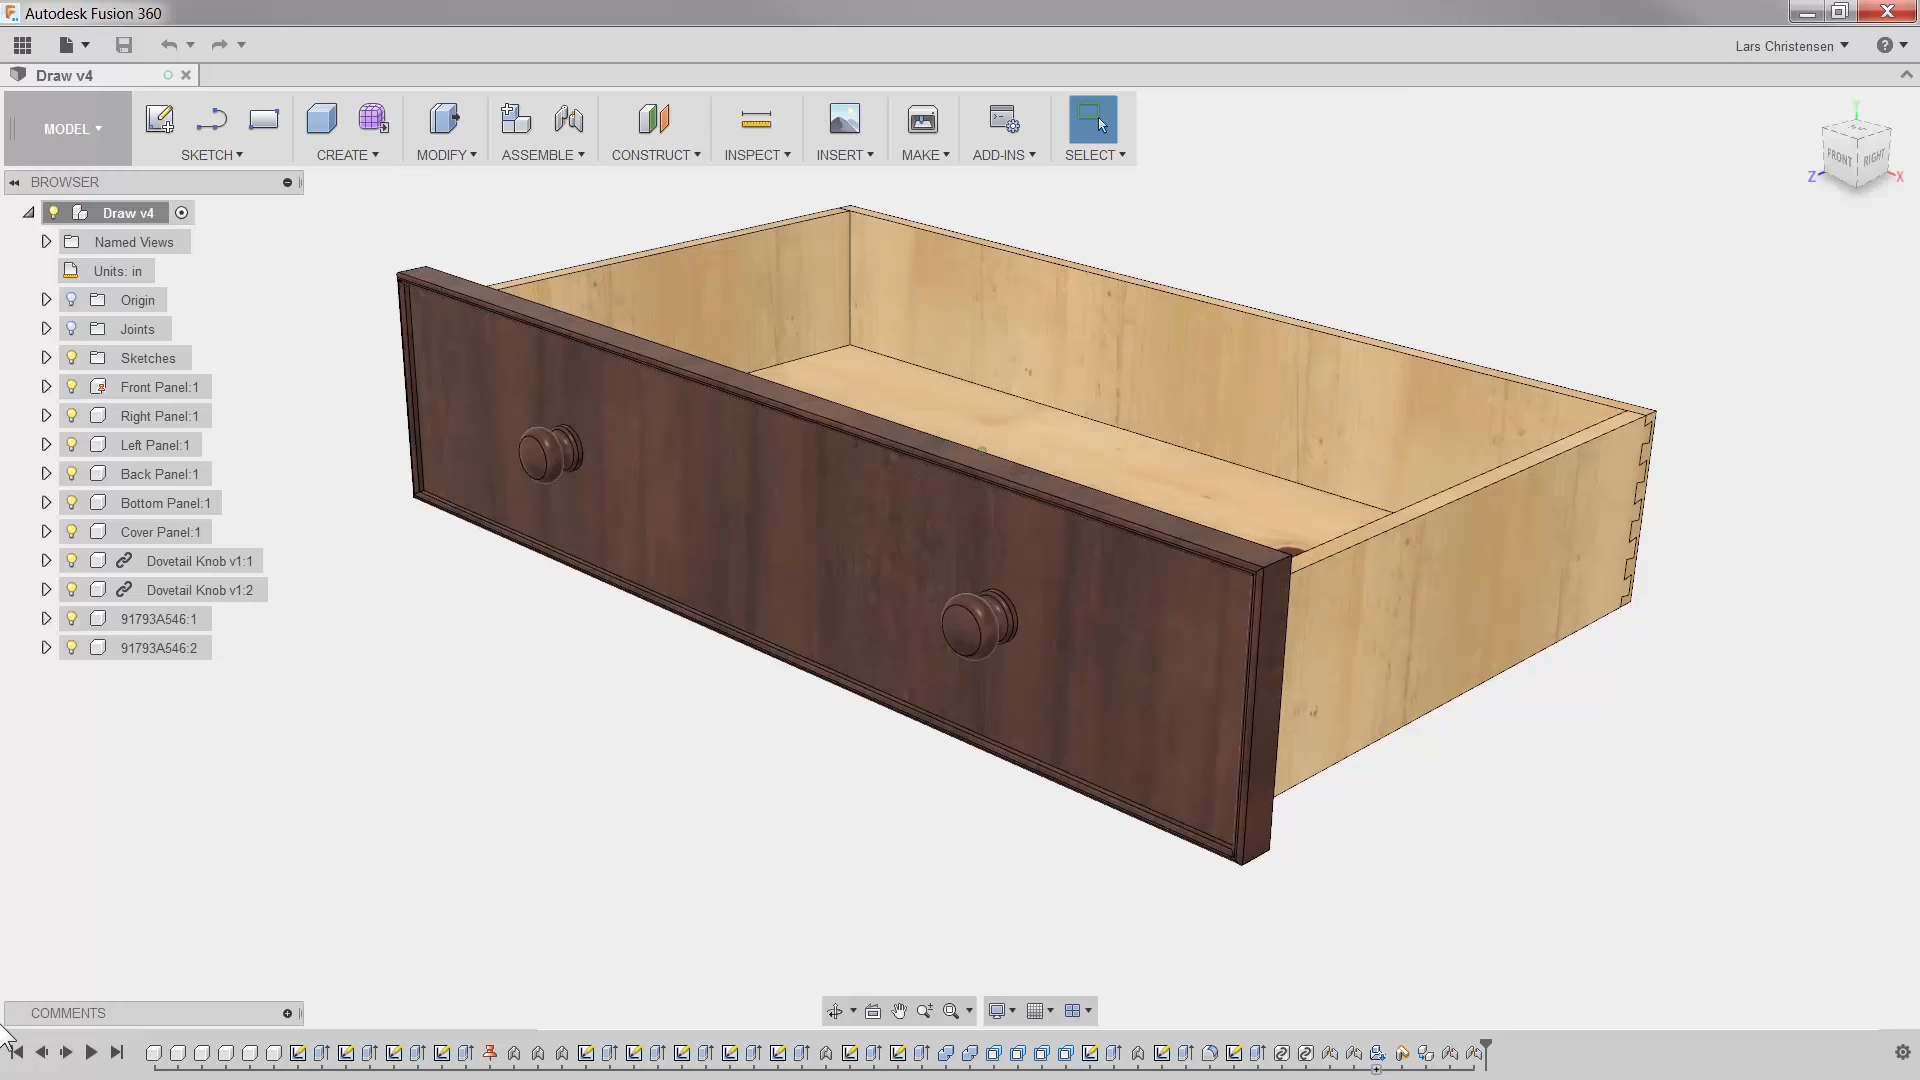 Autodesk Fusion 360
Lars Christensen
Draw v4
MODEL
SKETCH
CREATE
MODIFY
ASSEMBLE
CONSTRUCT
INSPECT
INSERT
MAKE
ADD-INS
SELECT
FRONT
RIGHT
Y
Z
X
BROWSER
Draw v4
Named Views
Units: in
Origin
Joints
Sketches
Front Panel:1
Right Panel:1
Left Panel:1
Back Panel:1
Bottom Panel:1
Cover Panel:1
Dovetail Knob v1:1
Dovetail Knob v1:2
91793A546:1
91793A546:2
COMMENTS